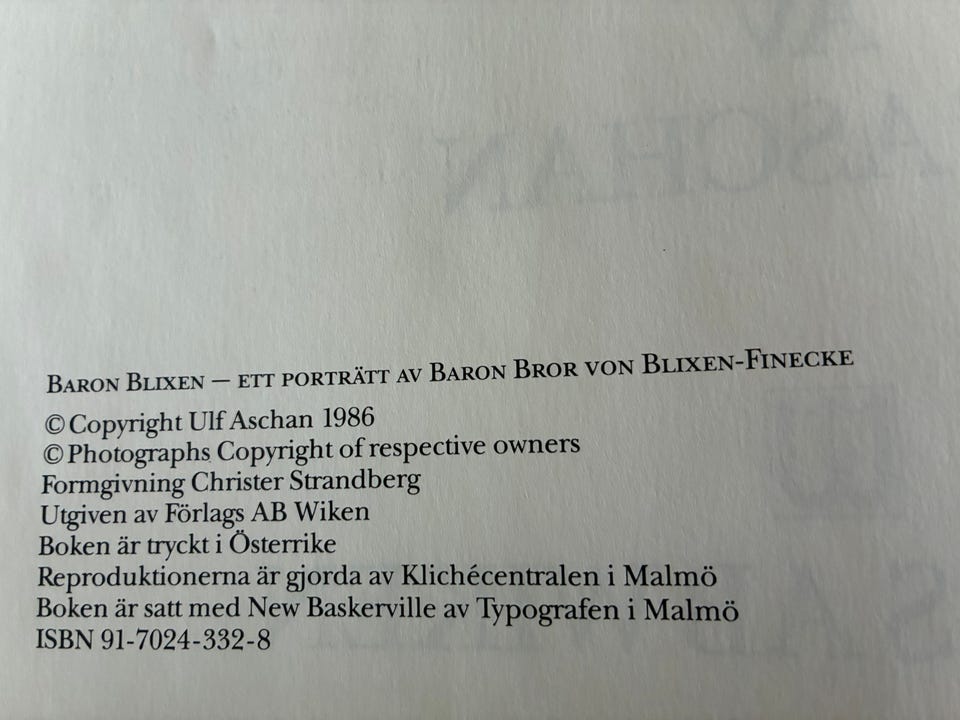 Baron Blixen — ett porträtt av Baron Bror von Blixen-Finecke
© Copyright Ulf Aschan 1986
© Photographs Copyright of respective owners
Formgivning Christer Strandberg
Utgiven av Förlags AB Wiken
Boken är tryckt i Österrike
Reproduktionerna är gjorda av Klichécentralen i Malmö
Boken är satt med New Baskerville av Typografen i Malmö
ISBN 91-7024-332-8